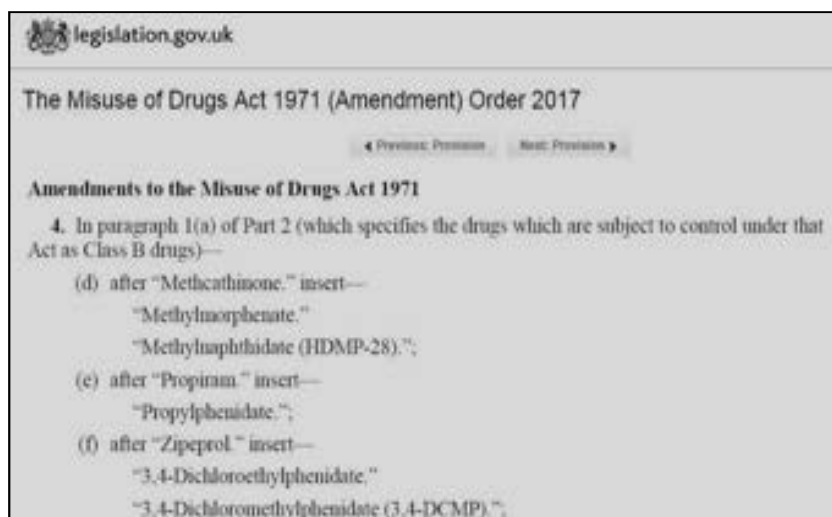 legislation.gov.uk
The Misuse of Drugs Act 1971 (Amendment) Order 2017
Previous: Provision Next: Provision
Amendments to the Misuse of Drugs Act 1971
4. In paragraph 1(a) of Part 2 (which specifies the drugs which are subject to control under that
Act as Class B drugs)—
(d) after “Methcathinone.” insert—
“Methylmorphenate.”
“Methylnaphthidate (HDMP-28).”;
(e) after “Propiram.” insert—
“Propylphenidate.”;
(f) after “Zipeprol.” insert—
“3,4-Dichloroethylphenidate.”
“3,4-Dichloromethylphenidate (3,4-DCMP).”;